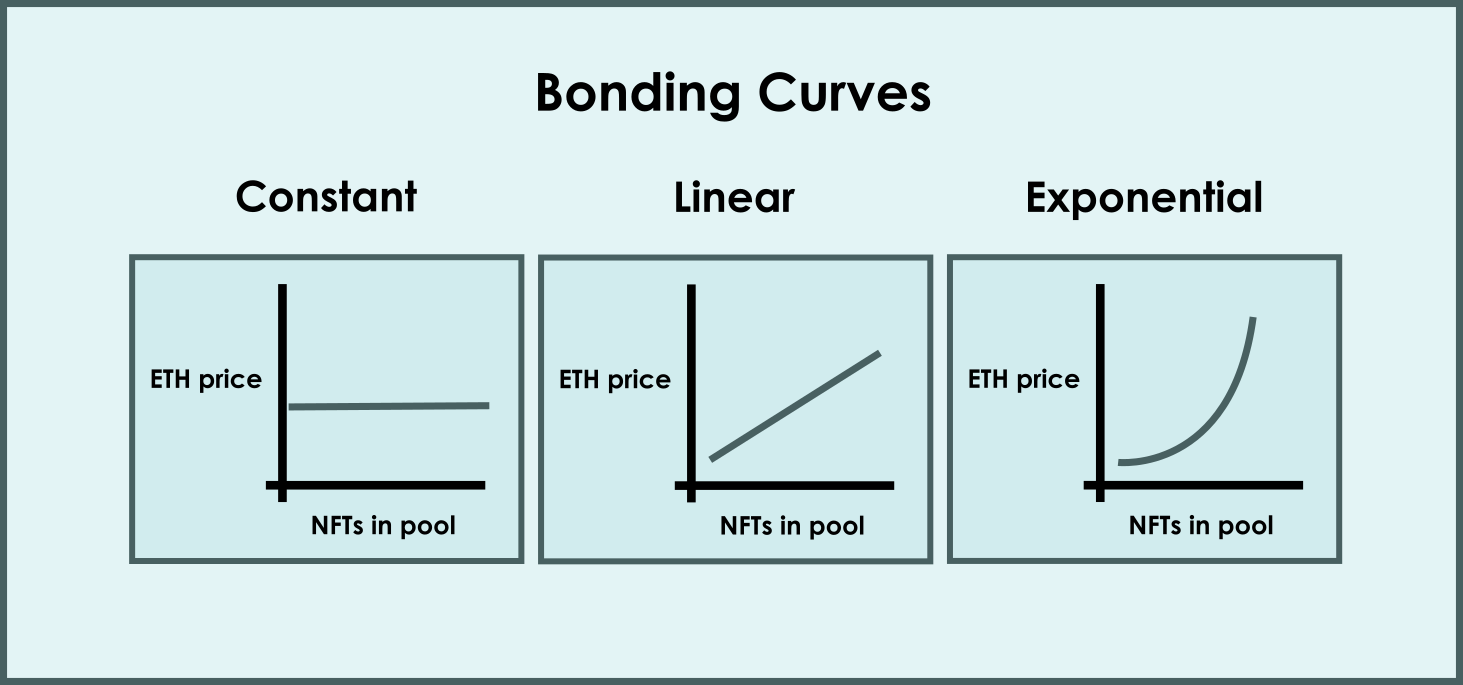 Bonding Curves
Constant
Linear
Exponential
ETH price
NFTs in pool
ETH price
NFTs in pool
ETH price
NFTs in pool